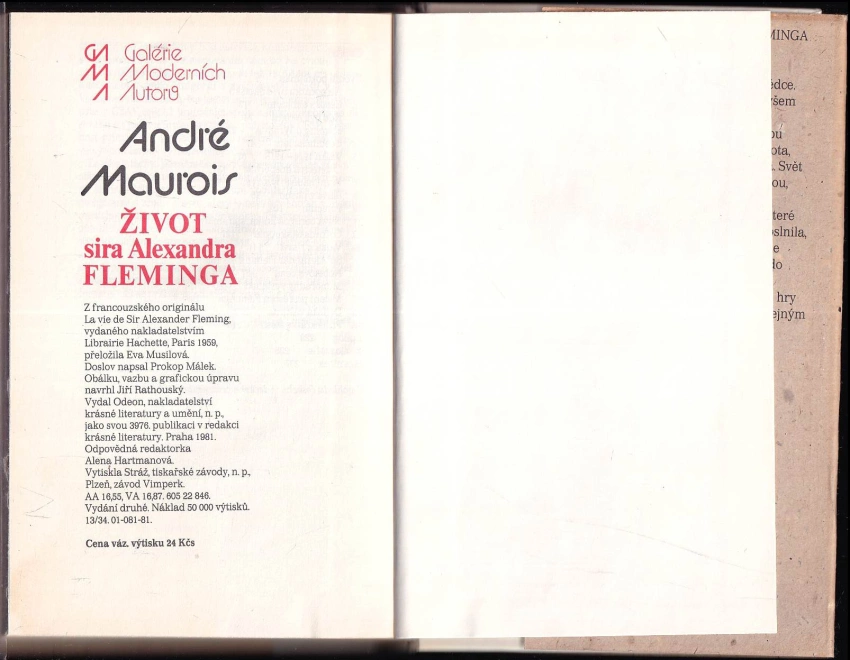 GA Galérie
M Moderních
A Autorů
André
Maurois
ŽIVOT
sira Alexandra
FLEMINGA
Z francouzského originálu
La vie de Sir Alexander Fleming,
vydaného nakladatelstvím
Librairie Hachette, Paris 1959,
přeložila Eva Musilová.
Doslov napsal Prokop Málek.
Obálku, vazbu a grafickou úpravu
navrhl Jiří Rathouský.
Vydal Odeon, nakladatelství
krásné literatury a umění, n. p.,
jako svou 3976. publikaci v redakci
krásné literatury. Praha 1981.
Odpovědná redaktorka
Alena Hartmanová.
Vytiskla Stráž, tiskařské závody, n. p.,
Plzeň, závod Vimperk.
AA 16,55, VA 16,87. 605 22 846.
Vydání druhé. Náklad 50 000 výtisků.
13/34. 01-081-81.
Cena váz. výtisku 24 Kčs
MINGA
ědce.
všem
ou
ota,
. Svět
ou,
teré
oslnila,
e
do
hry
ejným